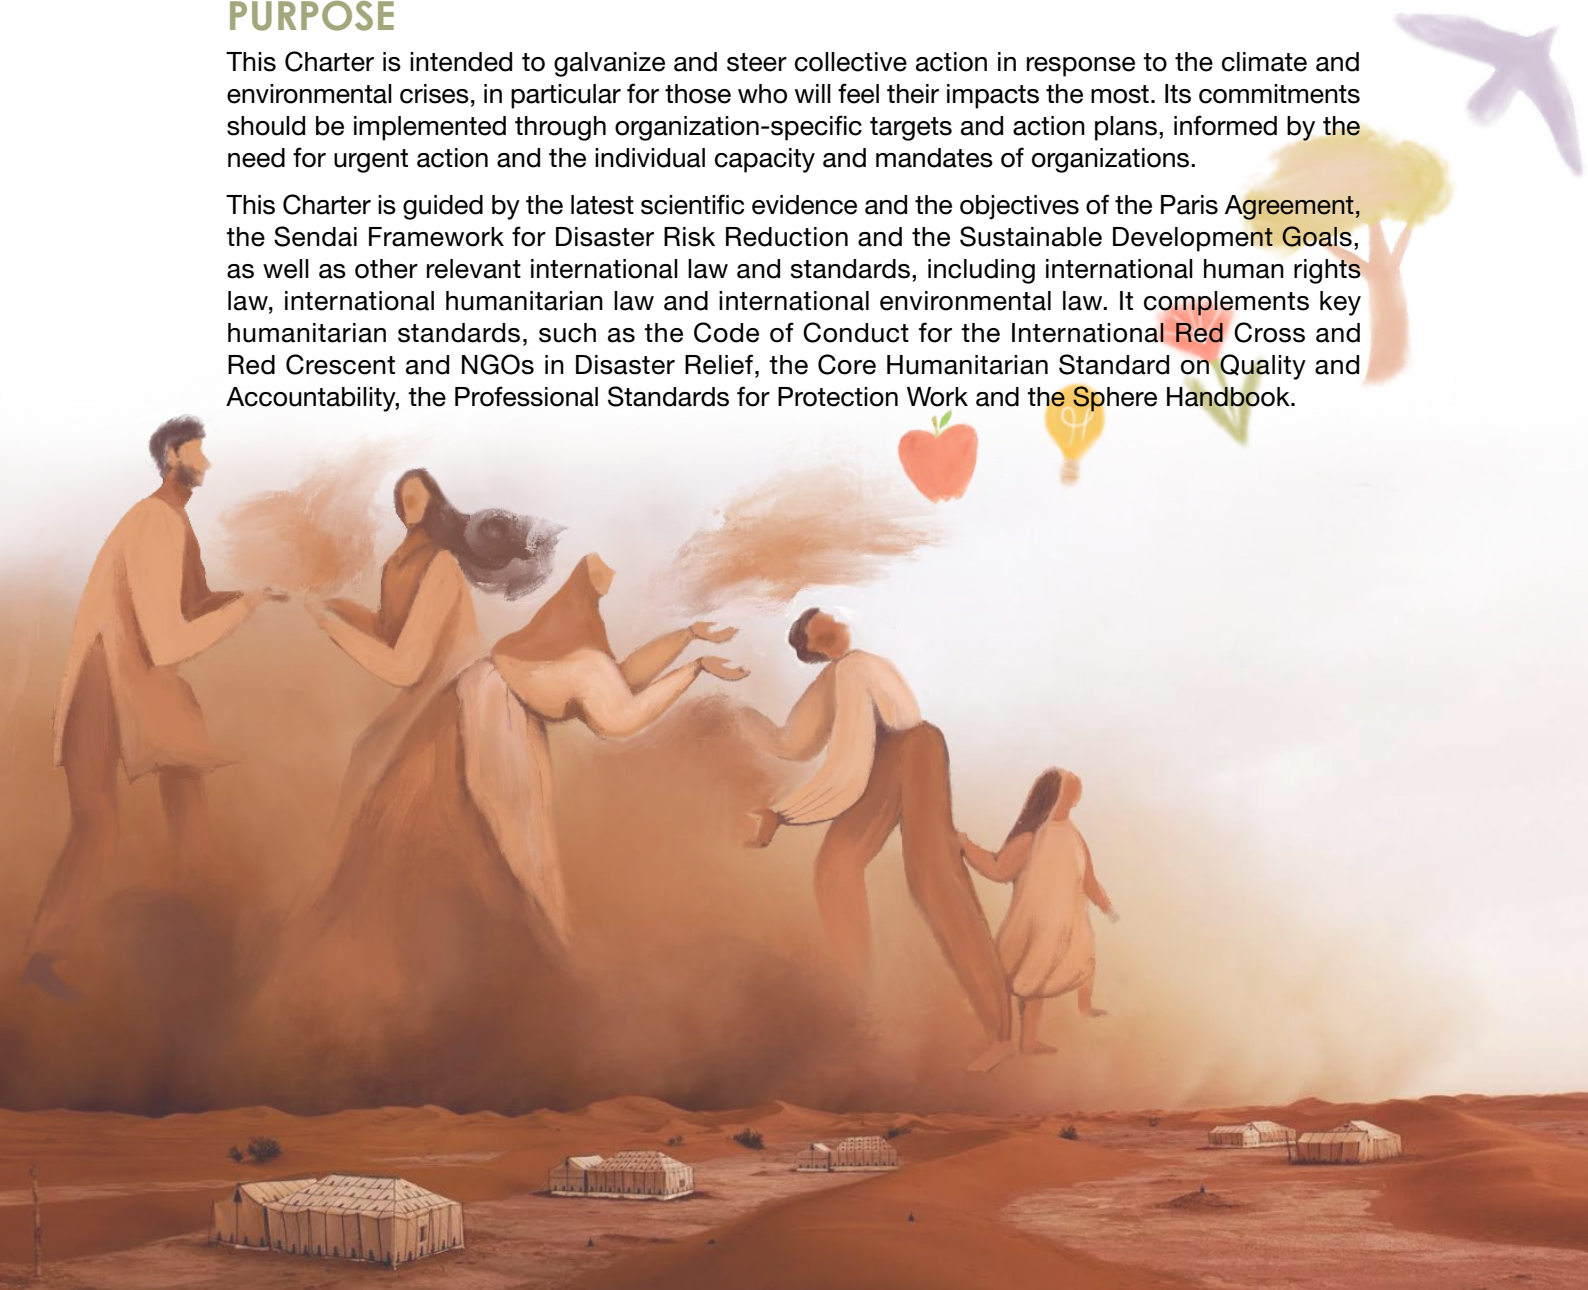 PURPOSE
This Charter is intended to galvanize and steer collective action in response to the climate and
environmental crises, in particular for those who will feel their impacts the most. Its commitments
should be implemented through organization-specific targets and action plans, informed by the
need for urgent action and the individual capacity and mandates of organizations.
This Charter is guided by the latest scientific evidence and the objectives of the Paris Agreement,
the Sendai Framework for Disaster Risk Reduction and the Sustainable Development Goals,
as well as other relevant international law and standards, including international human rights
law, international humanitarian law and international environmental law. It complements key
humanitarian standards, such as the Code of Conduct for the International Red Cross and
Red Crescent and NGOs in Disaster Relief, the Core Humanitarian Standard on Quality and
Accountability, the Professional Standards for Protection Work and the Sphere Handbook.